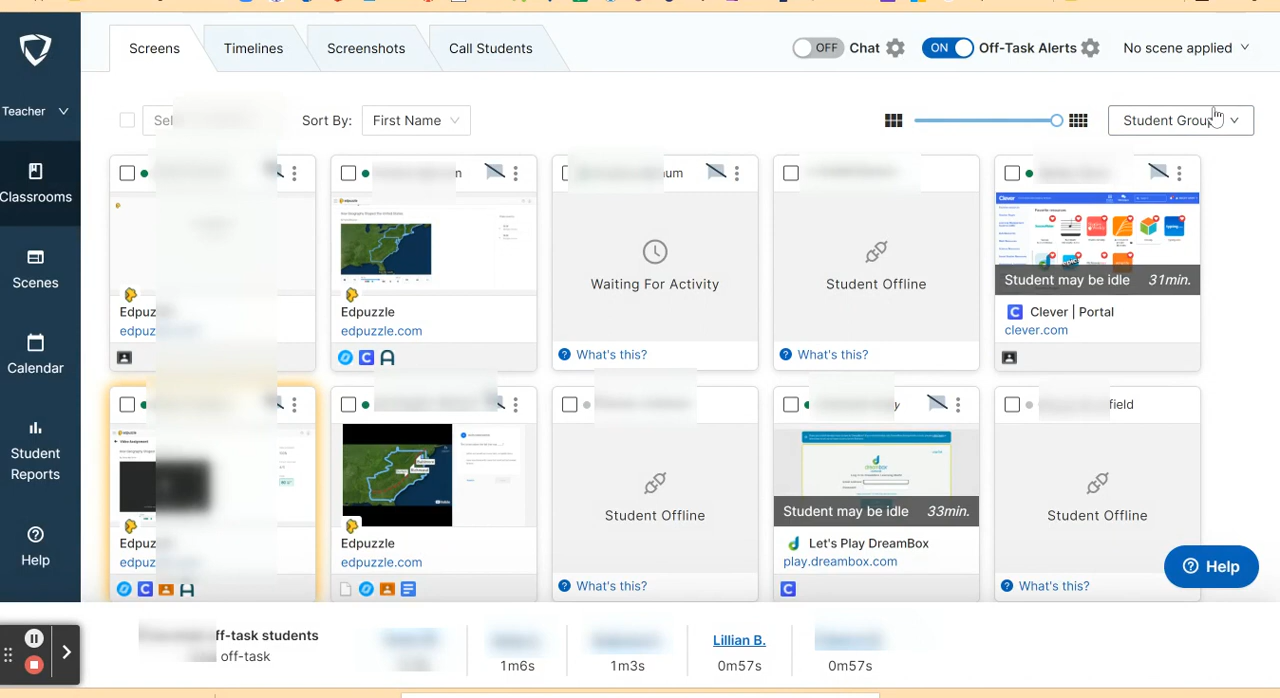 Screens
Timelines
Screenshots
Call Students
OFF
Chat
ON
Off-Task Alerts
No scene applied
Teacher
Classrooms
Scenes
Calendar
Student
Reports
Help
Sort By:
First Name
Student Group
Edpuzzle
edpuzzle.com
Waiting For Activity
What's this?
Student Offline
What's this?
Clever
Student may be idle 31min.
Clever | Portal
clever.com
Edpuzzle
edpuzzle.com
Student Offline
What's this?
Student may be idle 33min.
Let's Play DreamBox
play.dreambox.com
field
Student Offline
What's this?
Help
ff-task students
off-task
1m6s
1m3s
Lillian B.
0m57s
0m57s